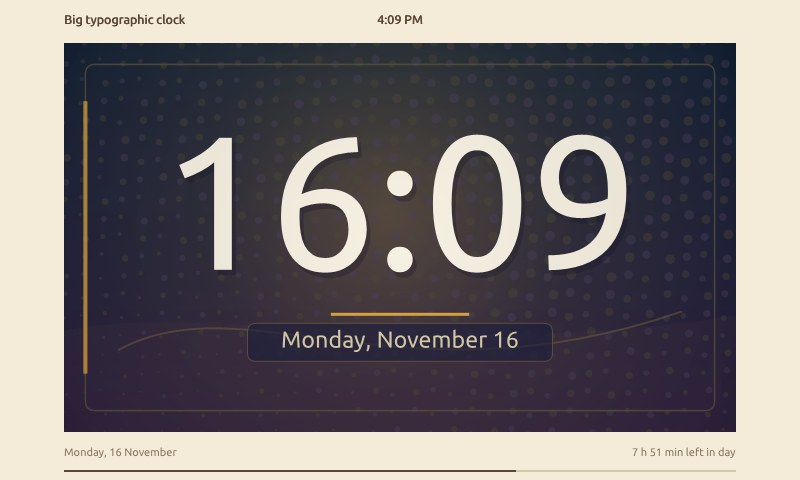 Big typographic clock
4:09 PM
16:09
Monday, November 16
Monday, 16 November
7 h 51 min left in day